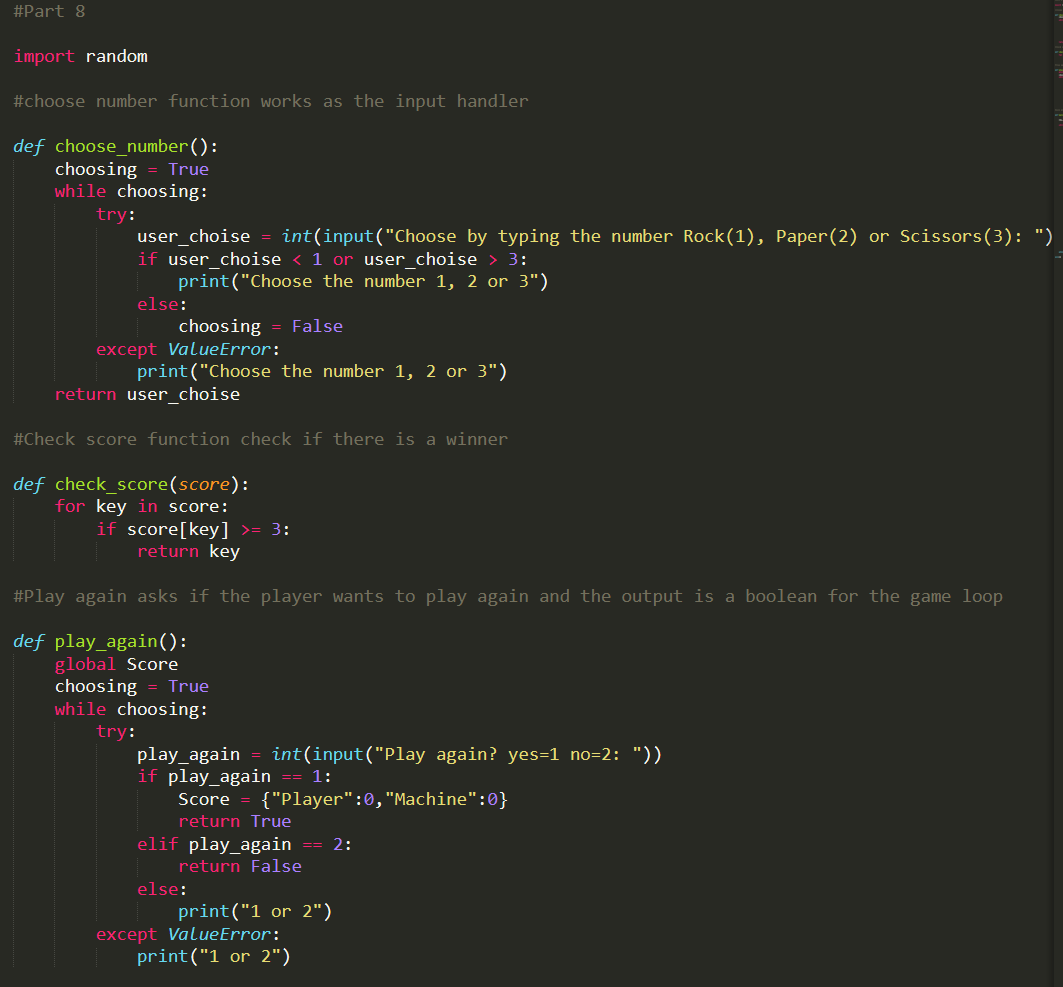 #Part 8
import random
#choose number function works as the input handler
def choose_number():
    choosing = True
    while choosing:
        try:
            user_choise = int(input("Choose by typing the number Rock(1), Paper(2) or Scissors(3): ")
            if user_choise < 1 or user_choise > 3:
                print("Choose the number 1, 2 or 3")
            else:
                choosing = False
        except ValueError:
            print("Choose the number 1, 2 or 3")
    return user_choise
#Check score function check if there is a winner
def check_score(score):
    for key in score:
        if score[key] >= 3:
            return key
#Play again asks if the player wants to play again and the output is a boolean for the game loop
def play_again():
    global Score
    choosing = True
    while choosing:
        try:
            play_again = int(input("Play again? yes=1 no=2: "))
            if play_again == 1:
                Score = {"Player":0,"Machine":0}
                return True
            elif play_again == 2:
                return False
            else:
                print("1 or 2")
        except ValueError:
            print("1 or 2")